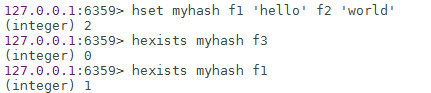 127.0.0.1:6359> hset myhash f1 'hello' f2 'world'
(integer) 2
127.0.0.1:6359> hexists myhash f3
(integer) 0
127.0.0.1:6359> hexists myhash f1
(integer) 1